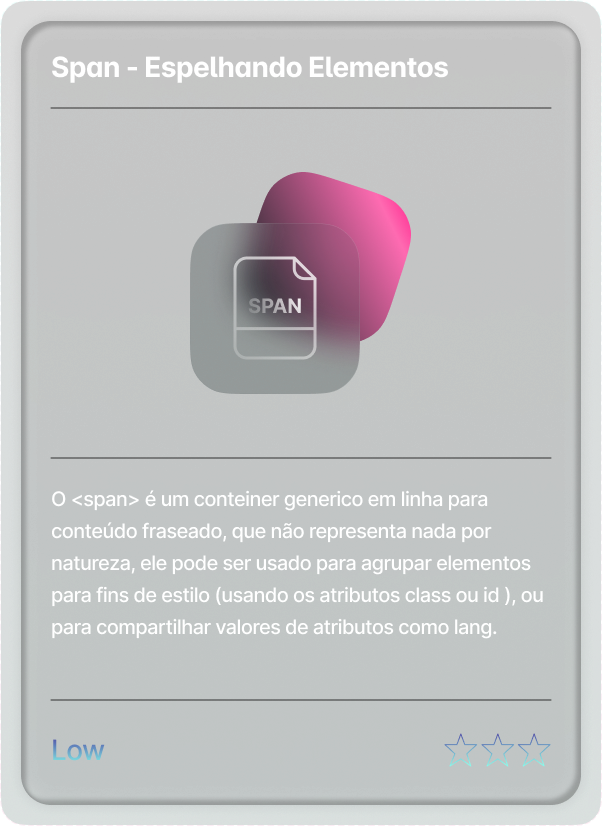 Span - Espelhando Elementos
SPAN
O <span> é um conteiner generico em linha para
conteúdo fraseado, que não representa nada por
natureza, ele pode ser usado para agrupar elementos
para fins de estilo (usando os atributos class ou id ), ou
para compartilhar valores de atributos como lang.
Low